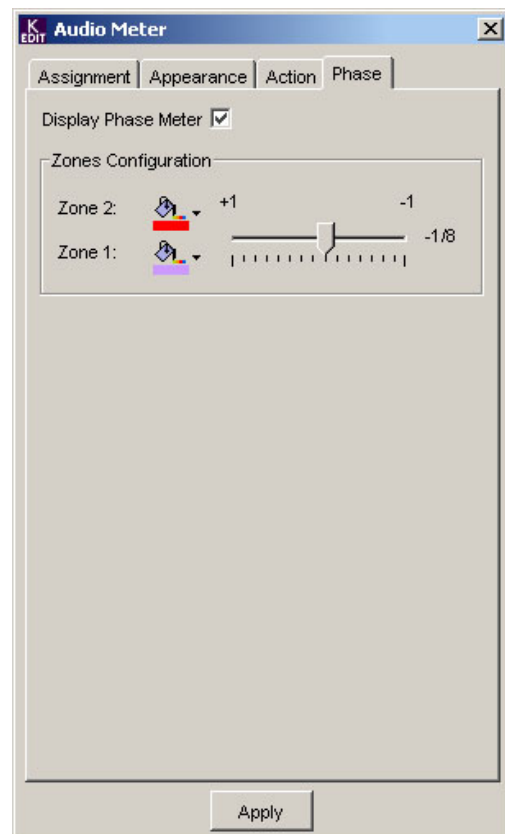 K EDIT Audio Meter
Assignment Appearance Action Phase
Display Phase Meter
Zones Configuration
Zone 2: +1 -1
-1/8
Zone 1:
Apply